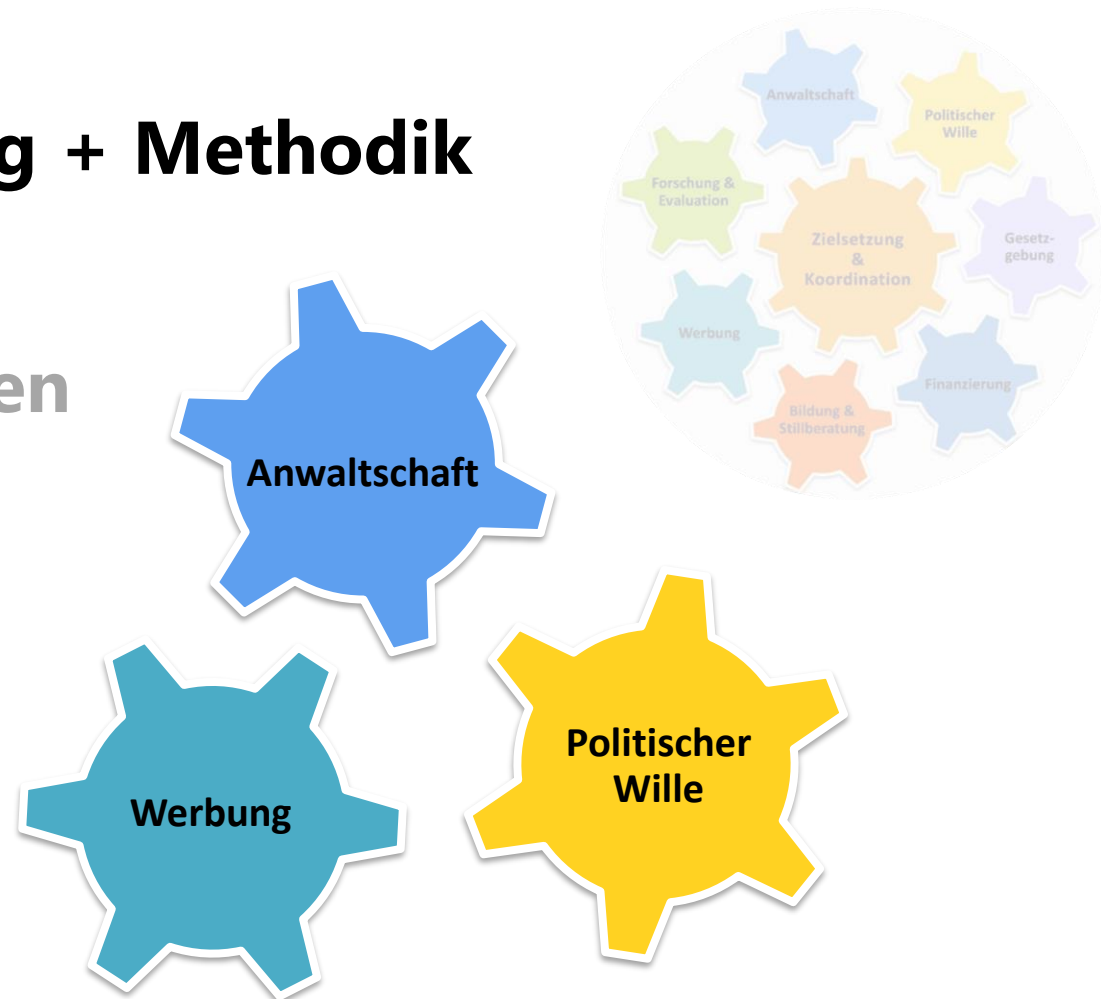 g + Methodik
en
Anwaltschaft
Politischer
Wille
Werbung
Anwaltschaft
Politischer
Wille
Forschung &
Evaluation
Zielsetzung
&
Koordination
Gesetz-
gebung
Werbung
Finanzierung
Bildung &
Stillberatung